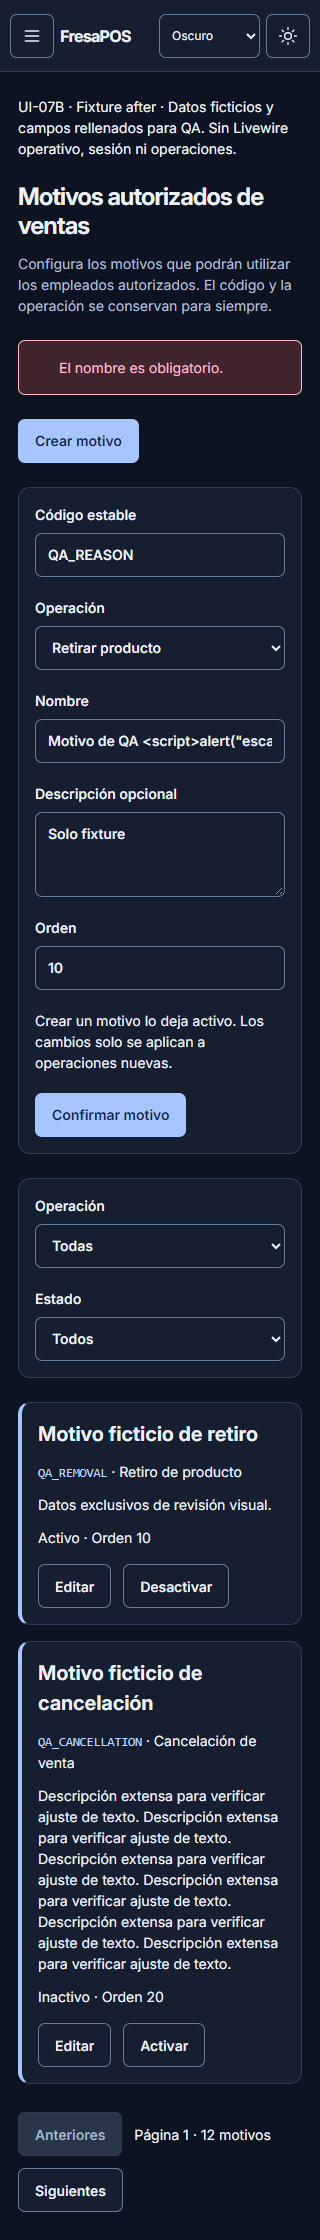 FresaPOS
Oscuro
UI-07B · Fixture after · Datos ficticios y
campos rellenados para QA. Sin Livewire
operativo, sesión ni operaciones.
Motivos autorizados de
ventas
Configura los motivos que podrán utilizar
los empleados autorizados. El código y la
operación se conservan para siempre.
El nombre es obligatorio.
Crear motivo
Código estable
QA_REASON
Operación
Retirar producto
Nombre
Motivo de QA <script>alert("esca
Descripción opcional
Solo fixture
Orden
10
Crear un motivo lo deja activo. Los
cambios solo se aplican a
operaciones nuevas.
Confirmar motivo
Operación
Todas
Estado
Todos
Motivo ficticio de retiro
QA_REMOVAL · Retiro de producto
Datos exclusivos de revisión visual.
Activo · Orden 10
Editar
Desactivar
Motivo ficticio de
cancelación
QA_CANCELLATION · Cancelación de
venta
Descripción extensa para verificar
ajuste de texto. Descripción extensa
para verificar ajuste de texto.
Descripción extensa para verificar
ajuste de texto. Descripción extensa
para verificar ajuste de texto.
Descripción extensa para verificar
ajuste de texto. Descripción extensa
para verificar ajuste de texto.
Inactivo · Orden 20
Editar
Activar
Anteriores
Página 1 · 12 motivos
Siguientes